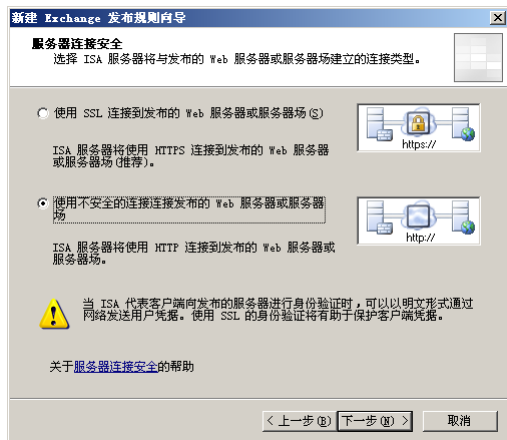 新建 Exchange 发布规则向导
服务器连接安全
选择 ISA 服务器将与发布的 Web 服务器或服务器场建立的连接类型。
使用 SSL 连接到发布的 Web 服务器或服务器场(S)
ISA 服务器将使用 HTTPS 连接到发布的 Web 服务器
或服务器场(推荐)。
https://
使用不安全的连接连接发布的 Web 服务器或服务器
场
ISA 服务器将使用 HTTP 连接到发布的 Web 服务器或
服务器场。
http://
当 ISA 代表客户端向发布的服务器进行身份验证时，可以以明文形式通过
网络发送用户凭据。使用 SSL 的身份验证将有助于保护客户端凭据。
关于服务器连接安全的帮助
< 上一步(B) 下一步(N) > 取消